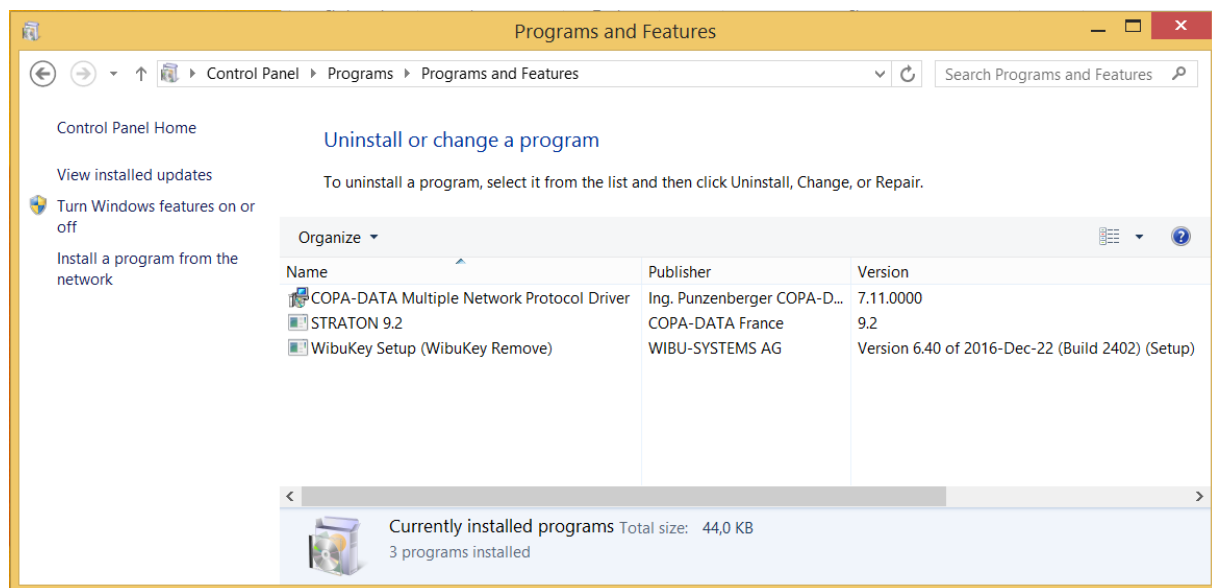 Programs and Features
Control Panel Programs Programs and Features
Search Programs and Features
Control Panel Home
View installed updates
Turn Windows features on or
off
Install a program from the
network
Uninstall or change a program
To uninstall a program, select it from the list and then click Uninstall, Change, or Repair.
Organize
Name Publisher Version
COPA-DATA Multiple Network Protocol Driver Ing. Punzenberger COPA-D... 7.11.0000
STRATON 9.2 COPA-DATA France 9.2
WibuKey Setup (WibuKey Remove) WIBU-SYSTEMS AG Version 6.40 of 2016-Dec-22 (Build 2402) (Setup)
Currently installed programs Total size: 44,0 KB
3 programs installed